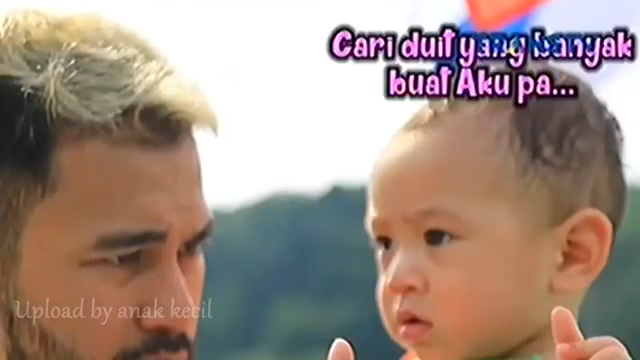 Cari duit yang banyak
buat Aku pa...
Upload by anak kecil